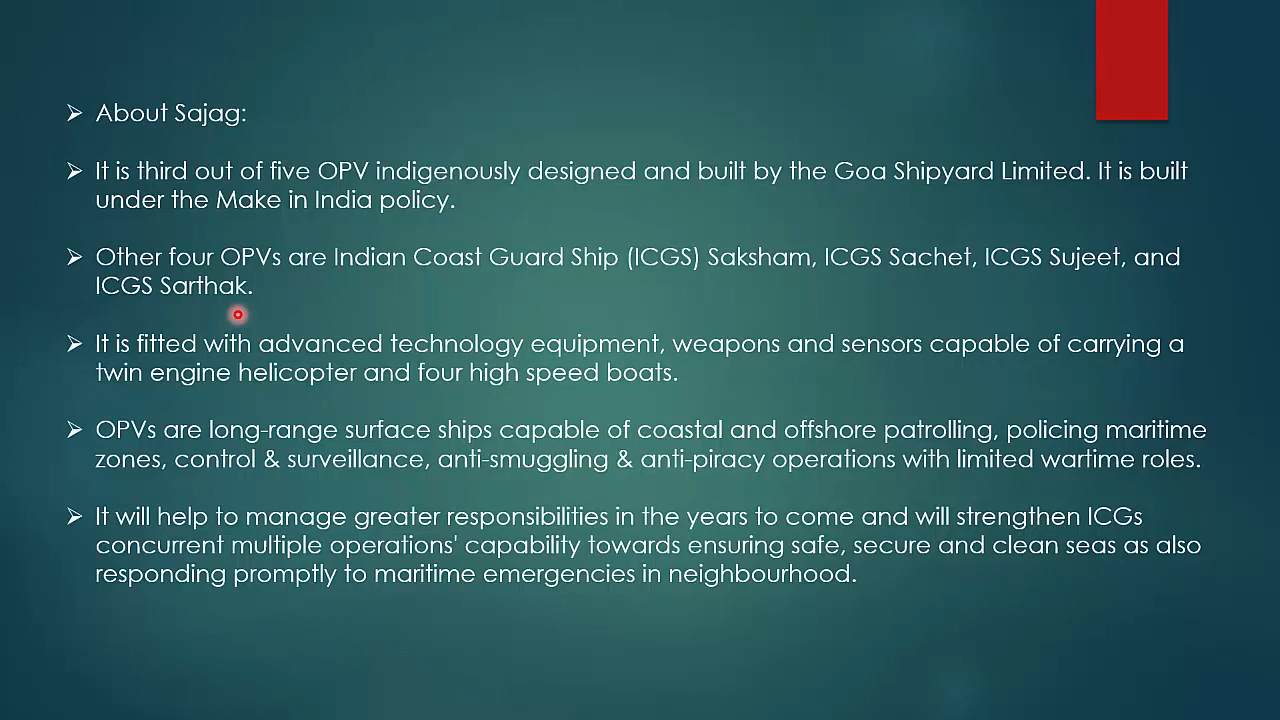 About Sajag:
It is third out of five OPV indigenously designed and built by the Goa Shipyard Limited. It is built
under the Make in India policy.
Other four OPVs are Indian Coast Guard Ship (ICGS) Saksham, ICGS Sachet, ICGS Sujeet, and
ICGS Sarthak.
It is fitted with advanced technology equipment, weapons and sensors capable of carrying a
twin engine helicopter and four high speed boats.
OPVs are long-range surface ships capable of coastal and offshore patrolling, policing maritime
zones, control & surveillance, anti-smuggling & anti-piracy operations with limited wartime roles.
It will help to manage greater responsibilities in the years to come and will strengthen ICGs
concurrent multiple operations' capability towards ensuring safe, secure and clean seas as also
responding promptly to maritime emergencies in neighbourhood.